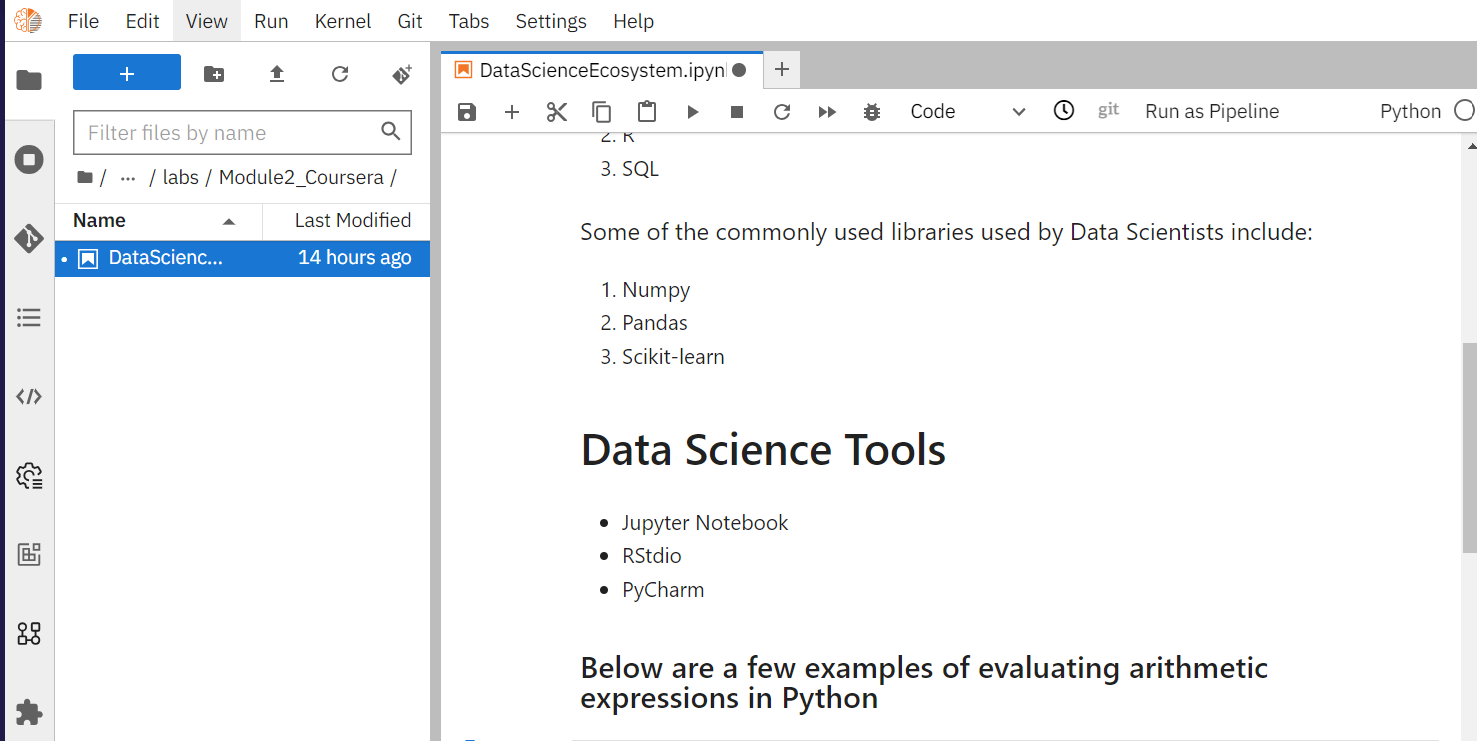 File Edit View Run Kernel Git Tabs Settings Help
+
Filter files by name
/ ··· / labs / Module2_Coursera /
Name Last Modified
DataScienc... 14 hours ago
DataScienceEcosystem.ipyn
Code git Run as Pipeline Python
2. R
3. SQL
Some of the commonly used libraries used by Data Scientists include:
1. Numpy
2. Pandas
3. Scikit-learn
Data Science Tools
• Jupyter Notebook
• RStdio
• PyCharm
Below are a few examples of evaluating arithmetic
expressions in Python